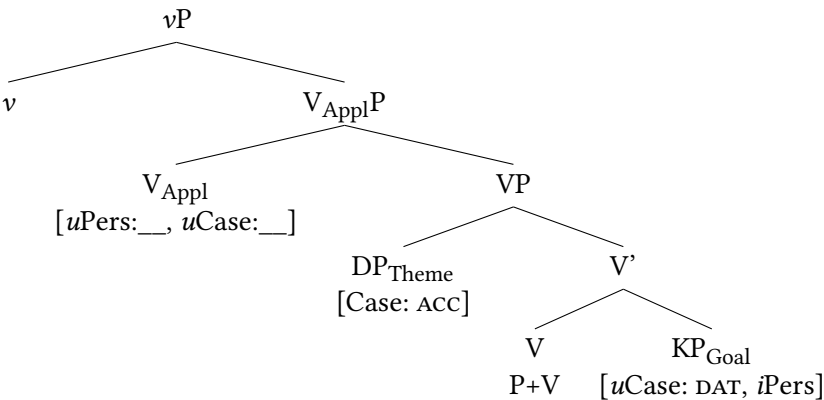 vP
v V_ApplP
V_Appl VP
[uPers:__, uCase:__]
DP_Theme V'
[Case: ACC]
V KP_Goal
P+V [uCase: DAT, iPers]